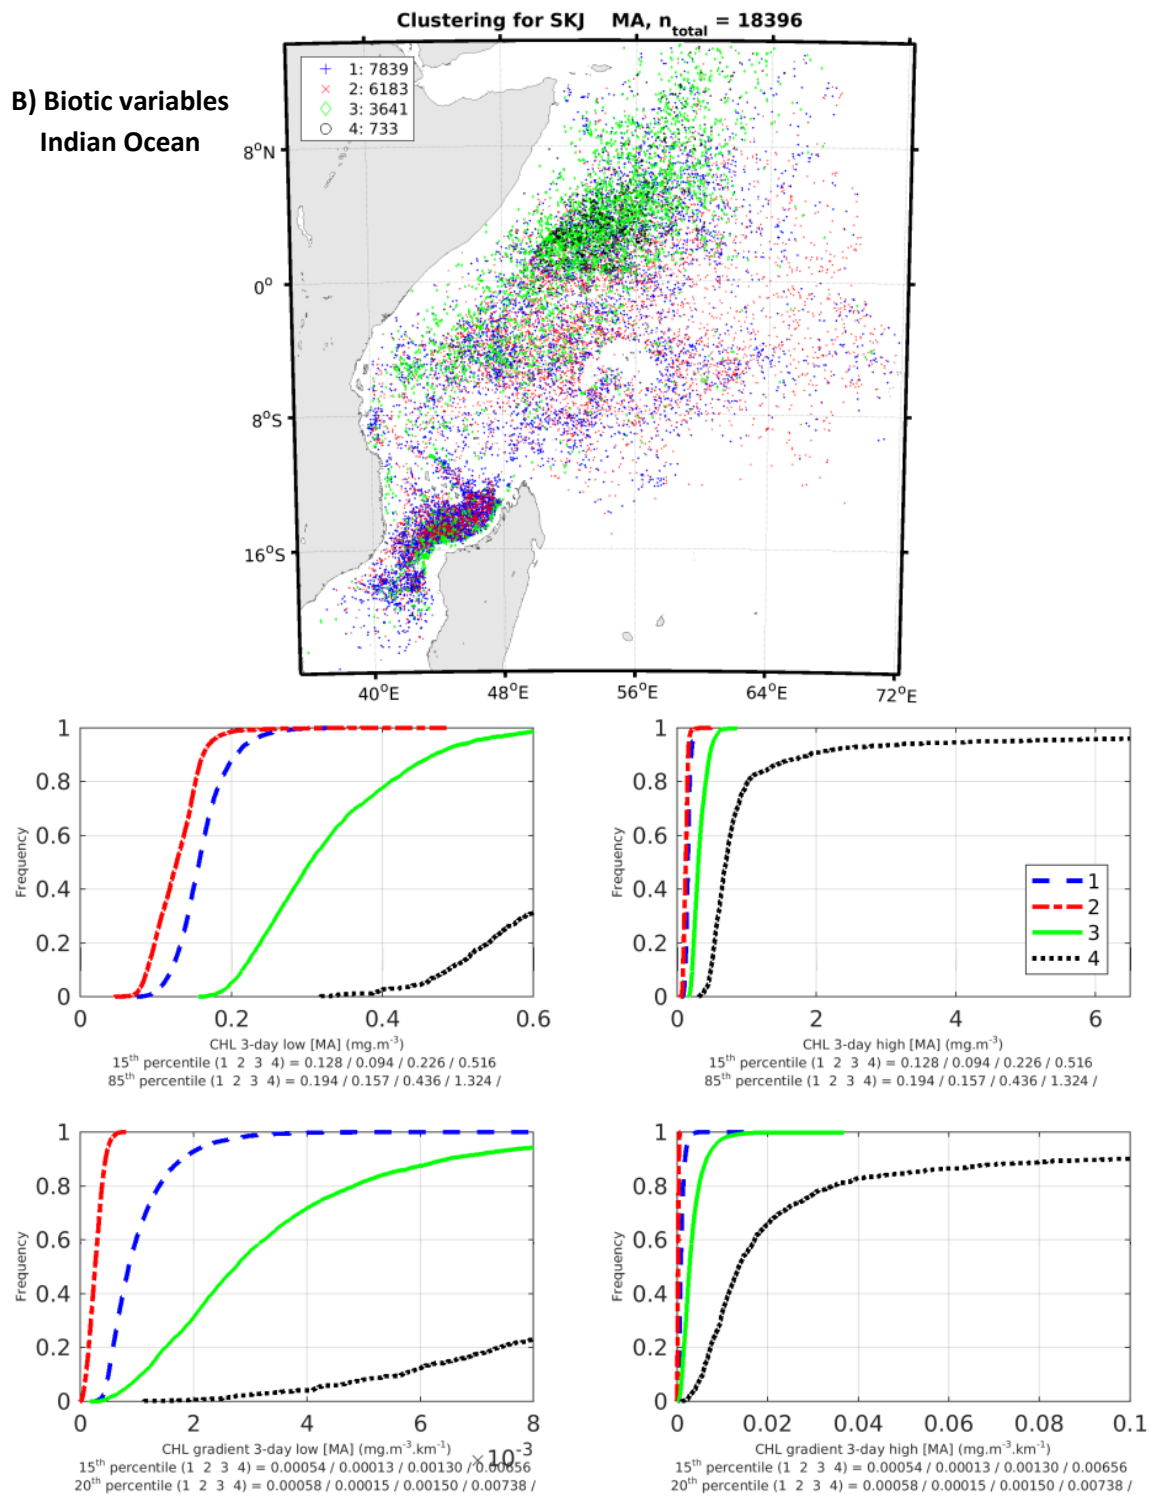 Clustering for SKJ MA, n_total = 18396
B) Biotic variables
Indian Ocean
1: 7839
2: 6183
3: 3641
4: 733
8°N
0°
8°S
16°S
40°E 48°E 56°E 64°E 72°E
1
0.8
0.6
0.4
0.2
0
Frequency
0 0.2 0.4 0.6
CHL 3-day low [MA] (mg.m⁻³)
15th percentile (1 2 3 4) = 0.128 / 0.094 / 0.226 / 0.516
85th percentile (1 2 3 4) = 0.194 / 0.157 / 0.436 / 1.324 /
1
0.8
0.6
0.4
0.2
0
Frequency
1
2
3
4
0 2 4 6
CHL 3-day high [MA] (mg.m⁻³)
15th percentile (1 2 3 4) = 0.128 / 0.094 / 0.226 / 0.516
85th percentile (1 2 3 4) = 0.194 / 0.157 / 0.436 / 1.324 /
1
0.8
0.6
0.4
0.2
0
Frequency
0 2 4 6 8
CHL gradient 3-day low [MA] (mg.m⁻³.km⁻¹)
×10⁻³
15th percentile (1 2 3 4) = 0.00054 / 0.00013 / 0.00130 / 0.00656
20th percentile (1 2 3 4) = 0.00058 / 0.00015 / 0.00150 / 0.00738 /
1
0.8
0.6
0.4
0.2
0
Frequency
0 0.02 0.04 0.06 0.08 0.1
CHL gradient 3-day high [MA] (mg.m⁻³.km⁻¹)
15th percentile (1 2 3 4) = 0.00054 / 0.00013 / 0.00130 / 0.00656
20th percentile (1 2 3 4) = 0.00058 / 0.00015 / 0.00150 / 0.00738 /